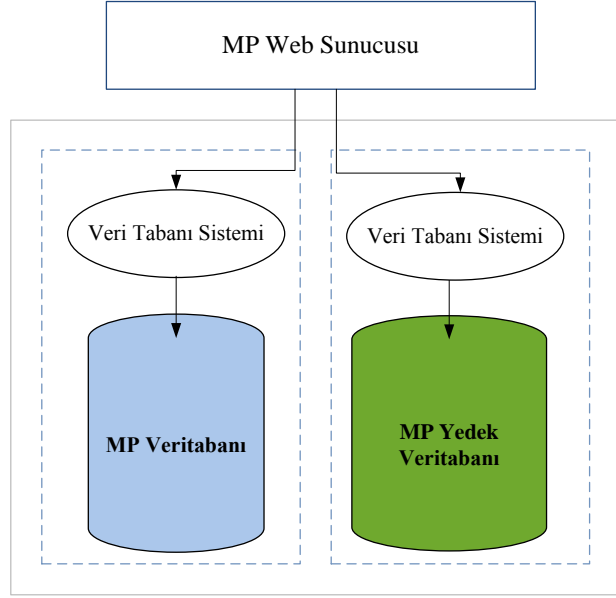 MP Web Sunucusu
Veri Tabanı Sistemi
Veri Tabanı Sistemi
MP Veritabanı
MP Yedek
Veritabanı